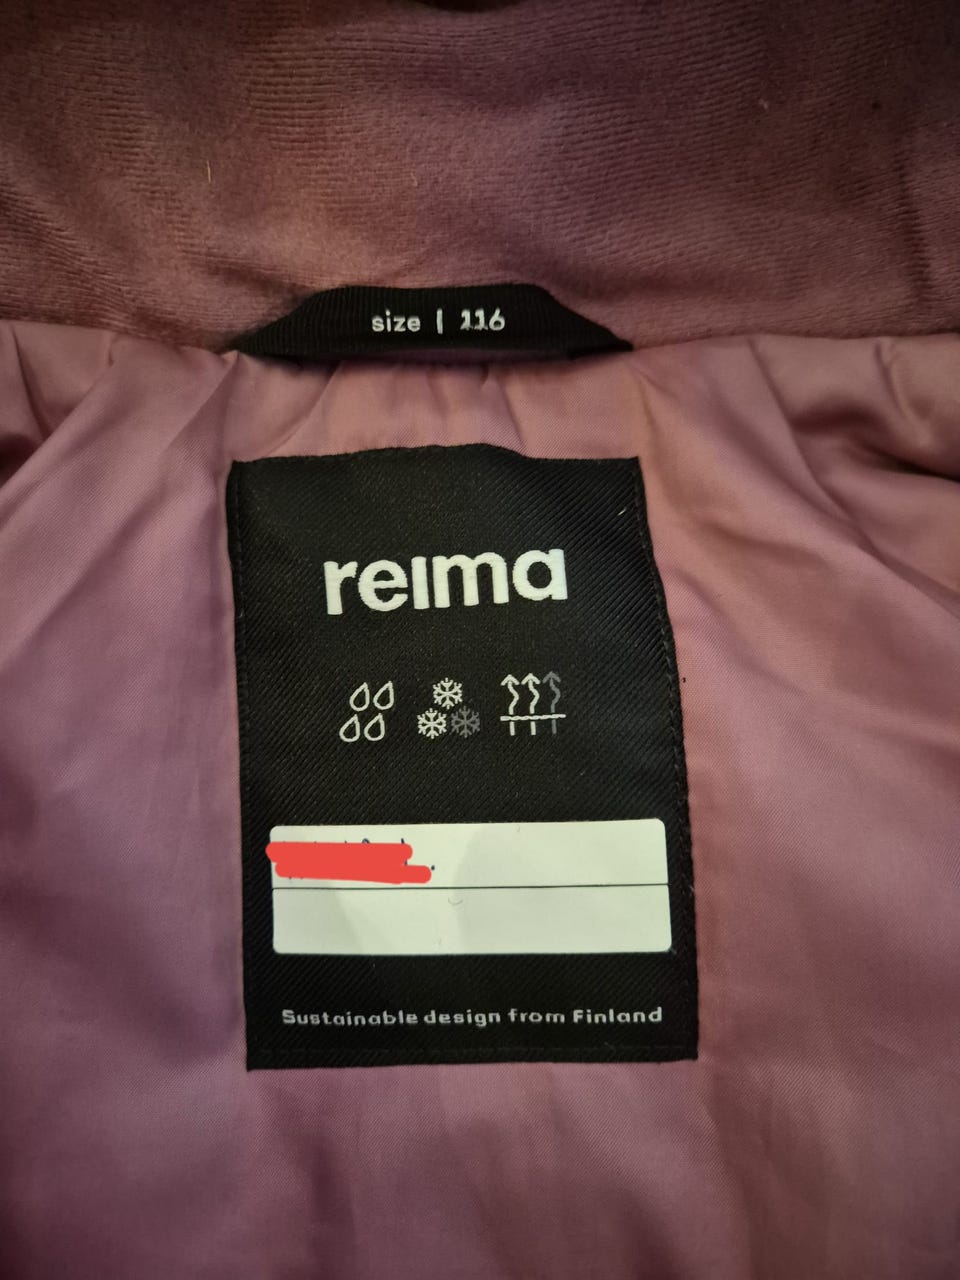 size | 116
reima
Sustainable design from Finland